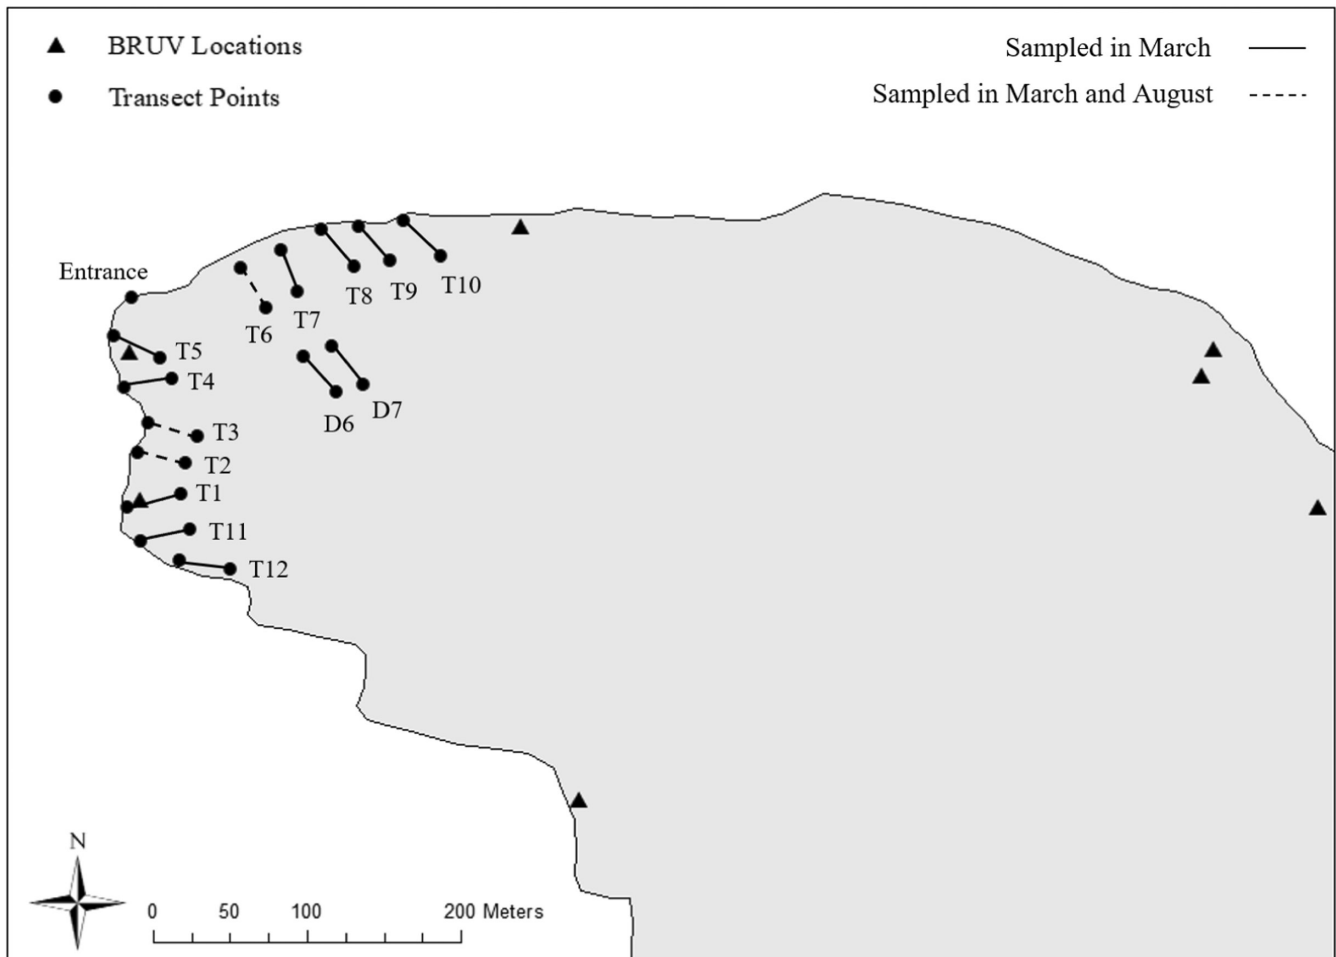 BRUV Locations
Transect Points
Sampled in March
Sampled in March and August
Entrance
T10
T8
T9
T7
T6
T5
T4
D7
D6
T3
T2
T1
T11
T12
N
0 50 100 200 Meters